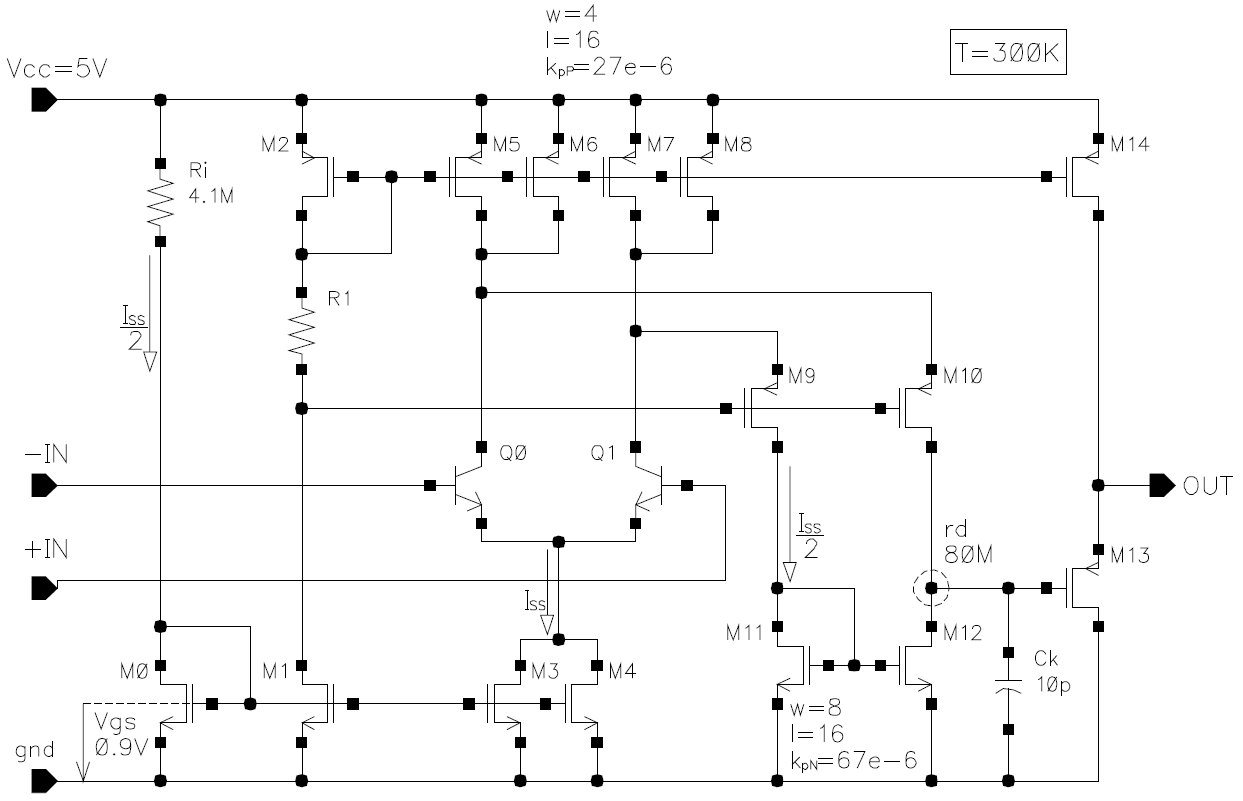 w=4
l=16
kpP=27e−6
T=300K
Vcc=5V
M2
M5
M6
M7
M8
M14
Ri
4.1M
R1
Iss
2
M9
M10
−IN
Q0
Q1
OUT
+IN
Iss
2
rd
80M
M13
Iss
M11
M12
M0
M1
M3
M4
Ck
10p
Vgs
0.9V
w=8
l=16
kpN=67e−6
gnd